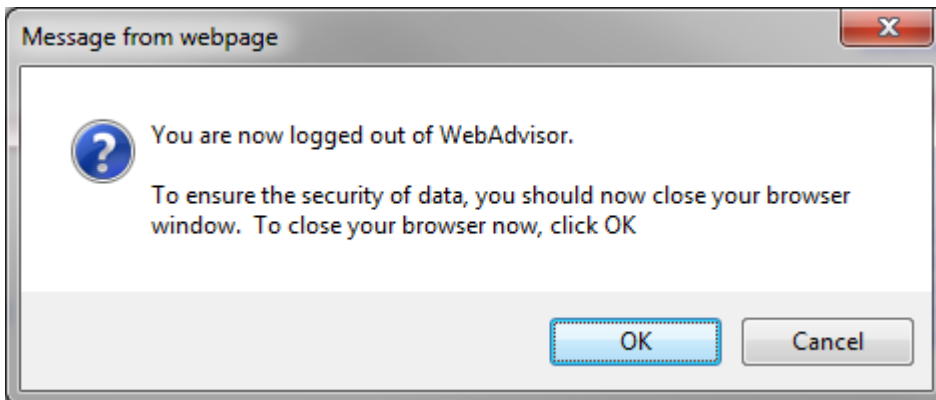 Message from webpage
You are now logged out of WebAdvisor.
To ensure the security of data, you should now close your browser
window.  To close your browser now, click OK
OK
Cancel